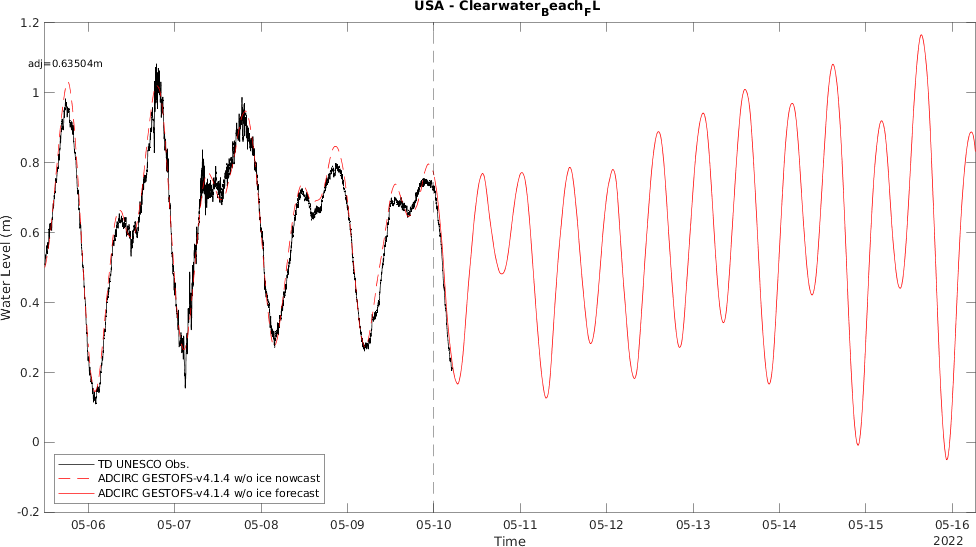 USA - ClearwaterBeachFL
adj=0.63504m
Water Level (m)
1.2
1
0.8
0.6
0.4
0.2
0
-0.2
TD UNESCO Obs.
ADCIRC GESTOFS-v4.1.4 w/o ice nowcast
ADCIRC GESTOFS-v4.1.4 w/o ice forecast
05-06 05-07 05-08 05-09 05-10 05-11 05-12 05-13 05-14 05-15 05-16
Time
2022